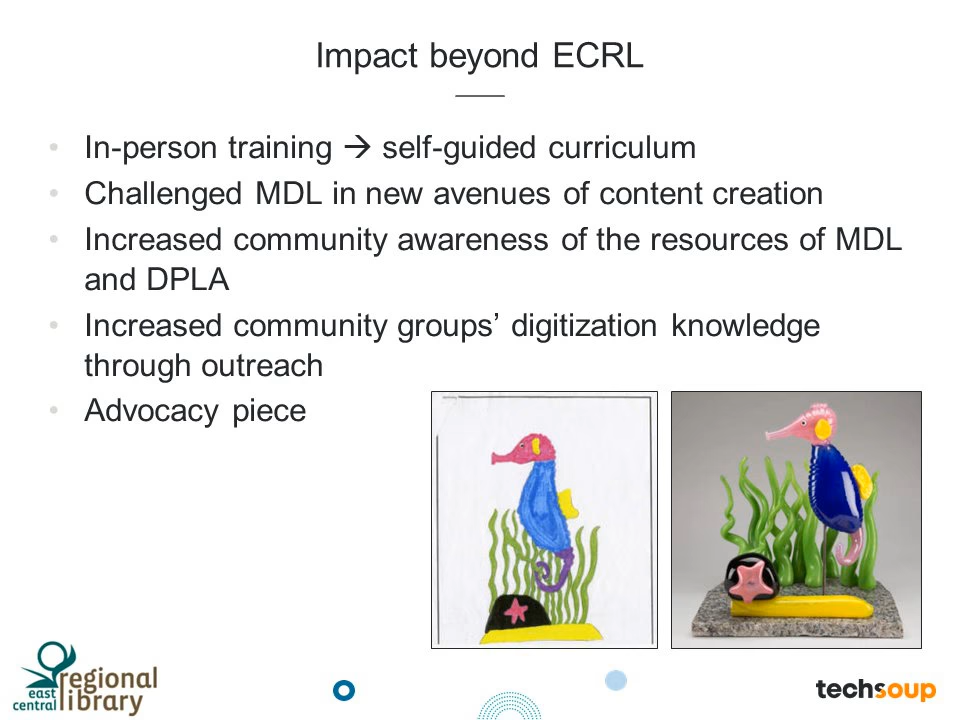 Impact beyond ECRL
• In-person training → self-guided curriculum
• Challenged MDL in new avenues of content creation
• Increased community awareness of the resources of MDL
and DPLA
• Increased community groups’ digitization knowledge
through outreach
• Advocacy piece
east
central
regional
library
techsoup